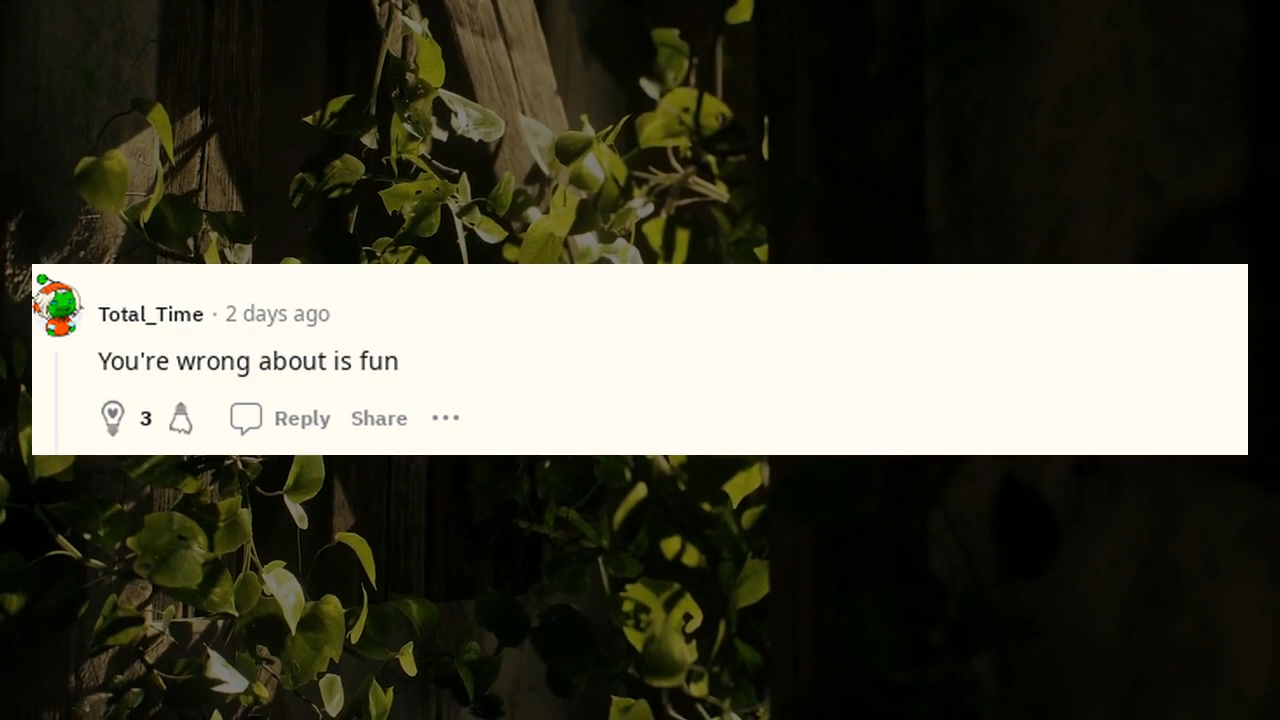 Total_Time · 2 days ago
You're wrong about is fun
3 Reply Share ...